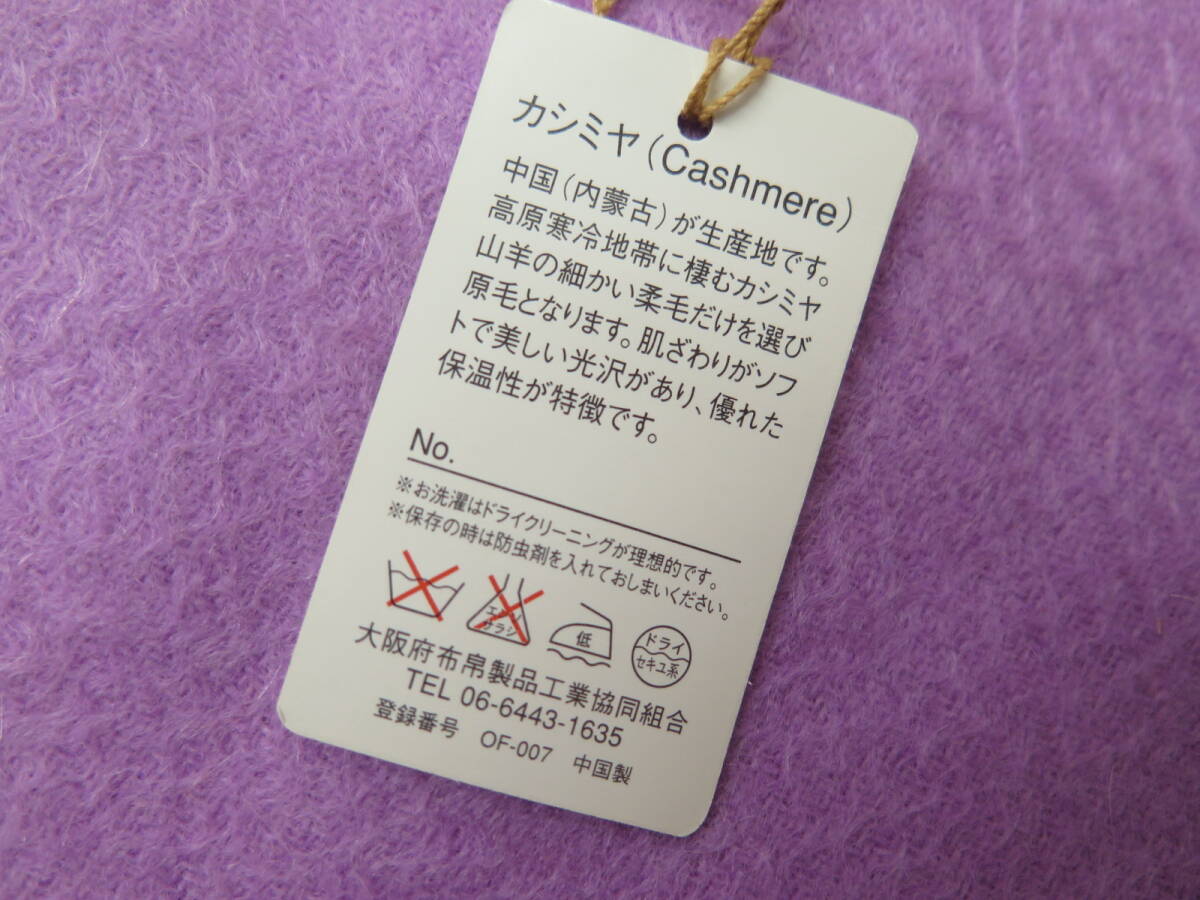 カシミヤ（Cashmere）
中国（内蒙古）が生産地です。
高原寒冷地帯に棲むカシミヤ
山羊の細かい柔毛だけを選び
原毛となります。肌ざわりがソフ
トで美しい光沢があり、優れた
保温性が特徴です。
No.
※お洗濯はドライクリーニングが理想的です。
※保存の時は防虫剤を入れておしまいください。
エンソ
サラシ
低
ドライ
セキユ系
大阪府布帛製品工業協同組合
TEL 06-6443-1635
登録番号 OF-007 中国製